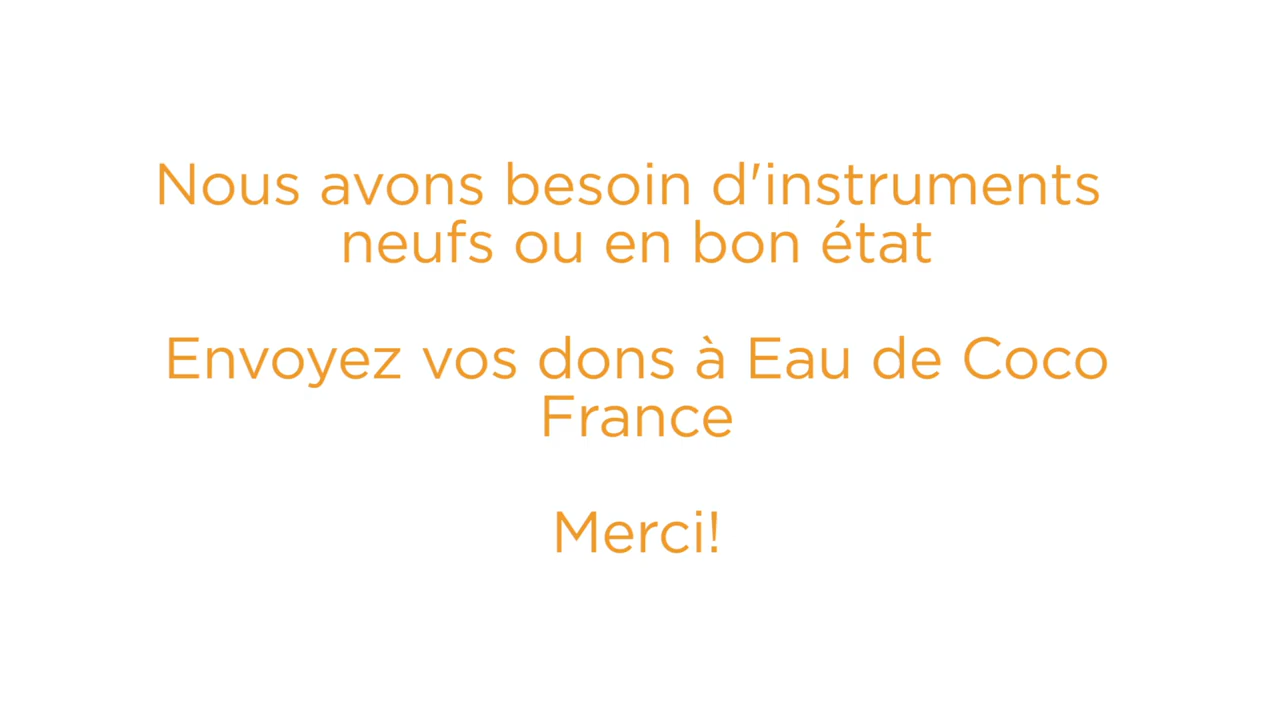 Nous avons besoin d'instruments
neufs ou en bon état
Envoyez vos dons à Eau de Coco
France
Merci!